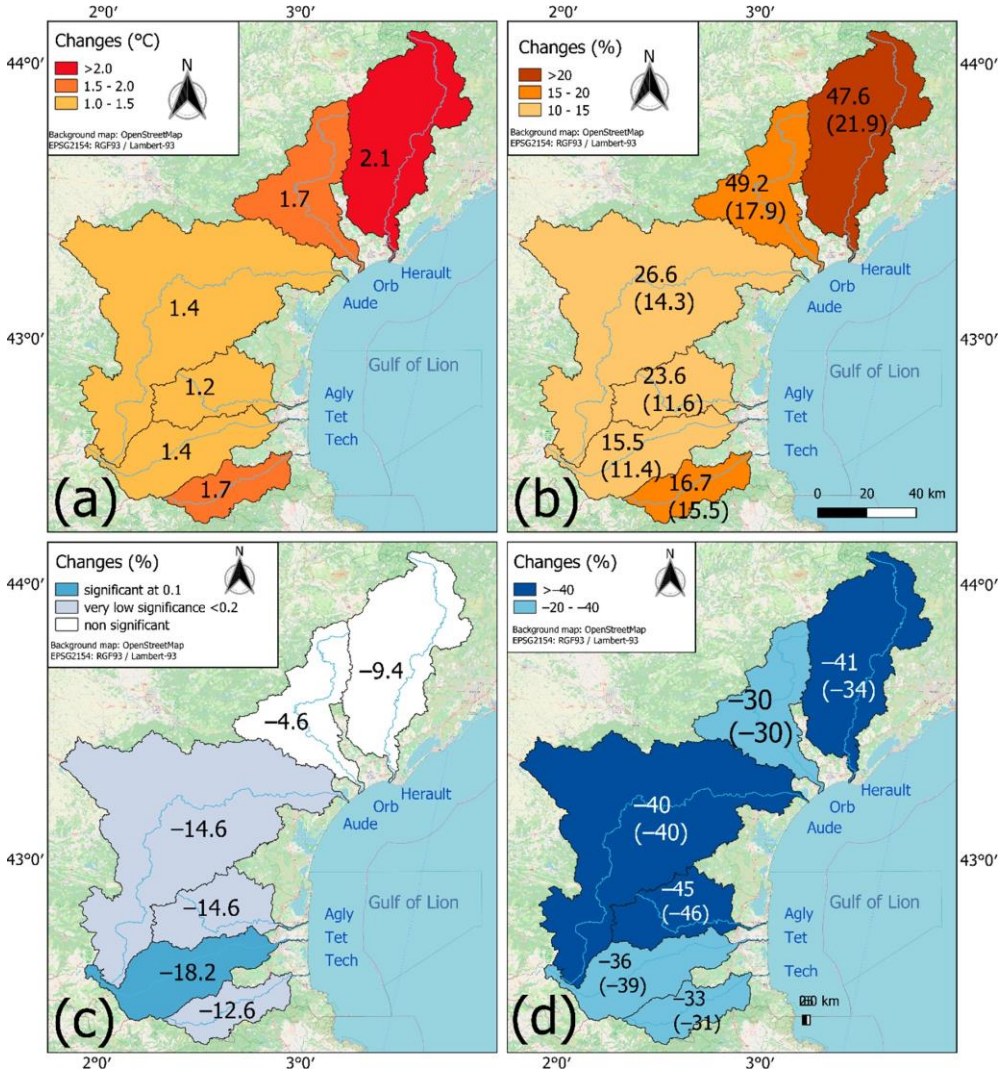 2°0′
3°0′
3°0′
44°0′
43°0′
44°0′
43°0′
Changes (°C)
>2.0
1.5 - 2.0
1.0 - 1.5
N
Background map: OpenStreetMap
EPSG2154: RGF93 / Lambert-93
2.1
1.7
1.4
1.2
1.4
1.7
Herault
Orb
Aude
Gulf of Lion
Agly
Tet
Tech
(a)
Changes (%)
>20
15 - 20
10 - 15
N
Background map: OpenStreetMap
EPSG2154: RGF93 / Lambert-93
47.6
(21.9)
49.2
(17.9)
26.6
(14.3)
23.6
(11.6)
15.5
(11.4)
16.7
(15.5)
Herault
Orb
Aude
Gulf of Lion
Agly
Tet
Tech
0 20 40 km
(b)
Changes (%)
significant at 0.1
very low significance <0.2
non significant
N
Background map: OpenStreetMap
EPSG2154: RGF93 / Lambert-93
−9.4
−4.6
−14.6
−14.6
−18.2
−12.6
Herault
Orb
Aude
Gulf of Lion
Agly
Tet
Tech
(c)
Changes (%)
>−40
−20 - −40
N
Background map: OpenStreetMap
EPSG2154: RGF93 / Lambert-93
−41
(−34)
−30
(−30)
−40
(−40)
−45
(−46)
−36
(−39)
−33
(−31)
Herault
Orb
Aude
Gulf of Lion
Agly
Tet
Tech
km
(d)
44°0′
43°0′
44°0′
43°0′
2°0′
3°0′
3°0′